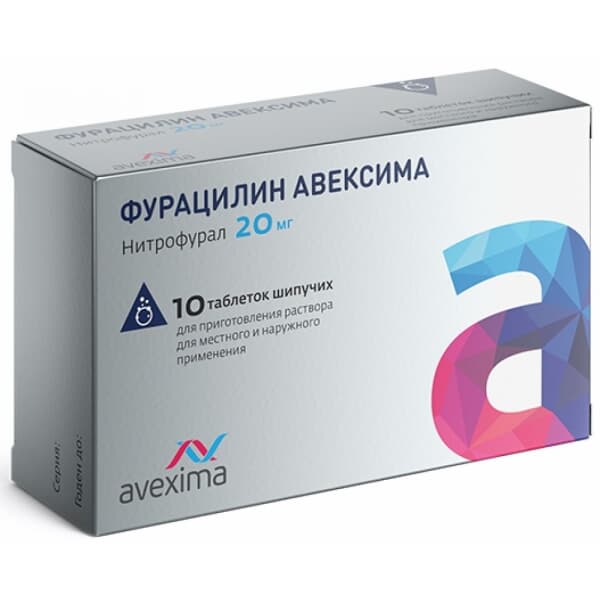 ФУРАЦИЛИН АВЕКСИМА
Нитрофурал 20 мг
avexima
10 таблеток шипучих
ФУРАЦИЛИН АВЕКСИМА
Нитрофурал 20 мг
10 таблеток шипучих
для приготовления раствора
для местного и наружного
применения
avexima
Серия:
Годен до: